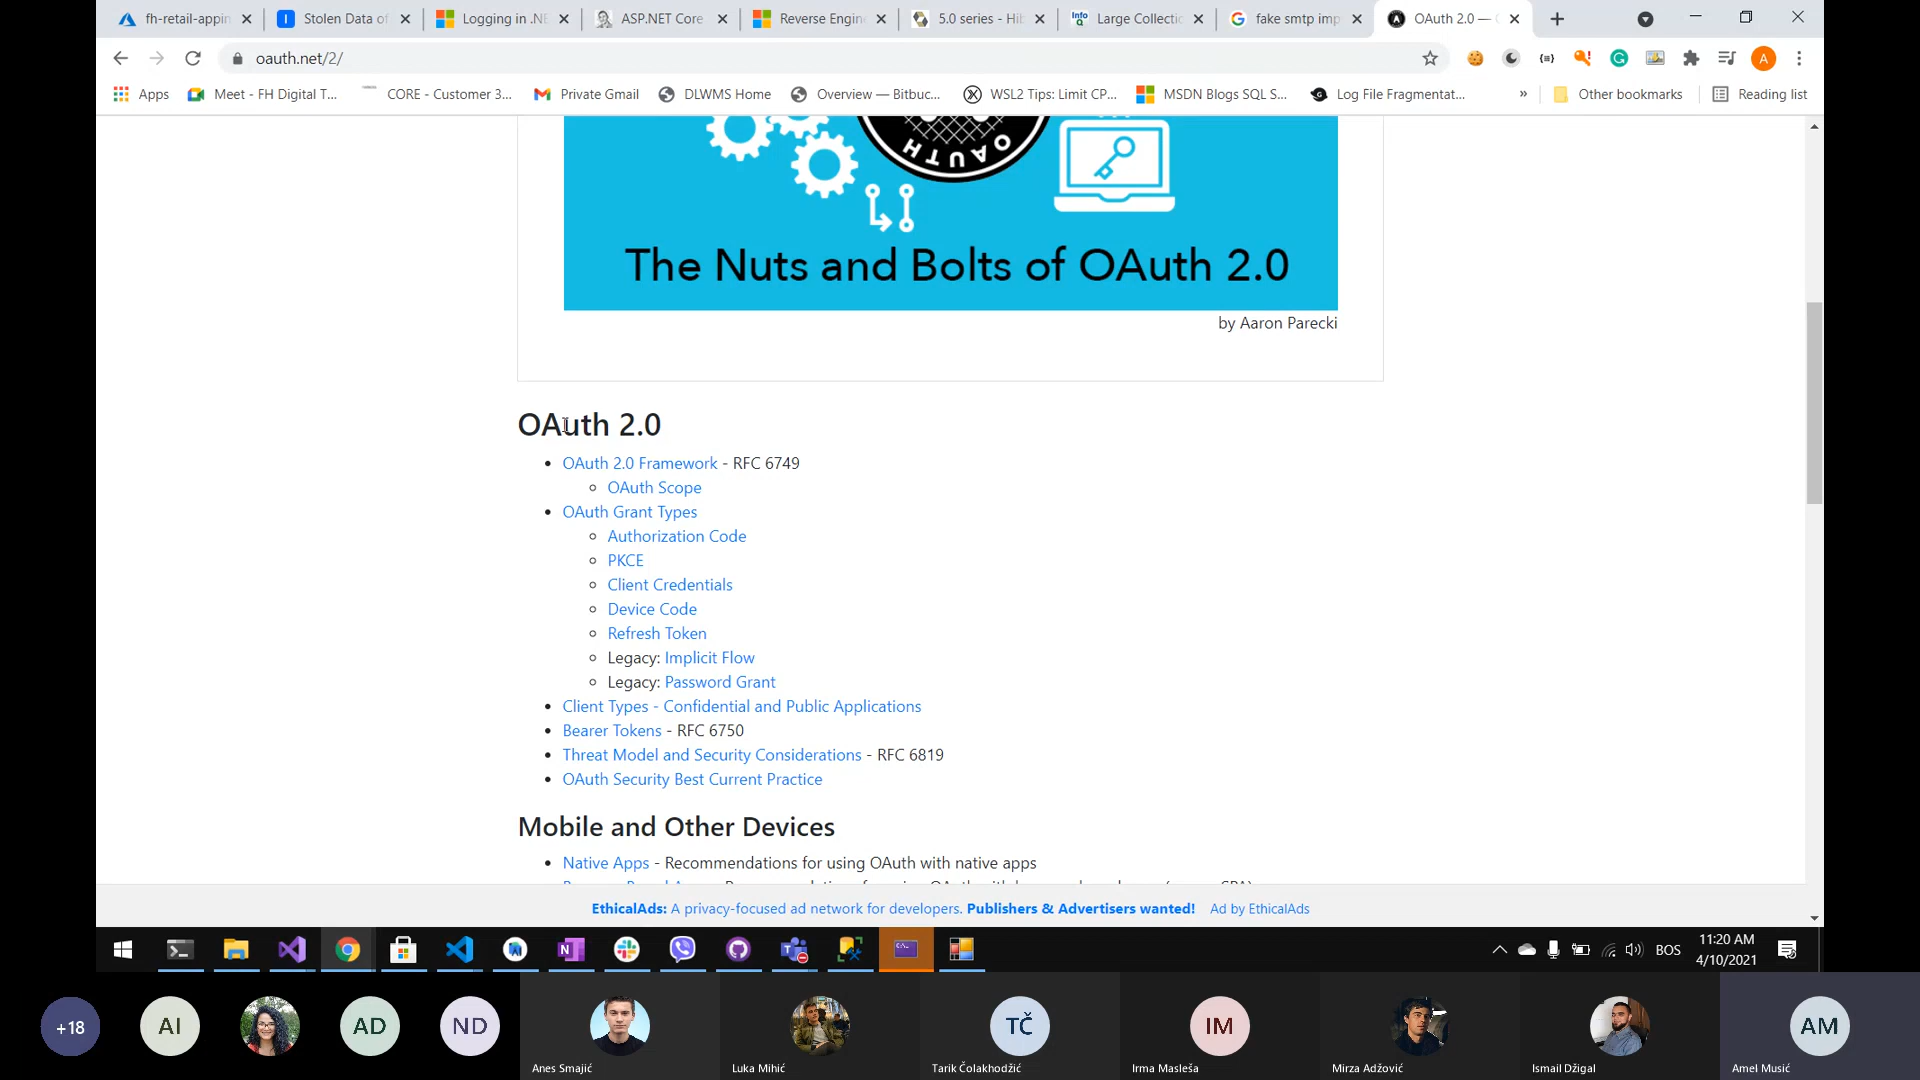 fh-retail-appin
Stolen Data of
Logging in .NE
ASP.NET Core
Reverse Engin
5.0 series - Hib
Large Collectic
fake smtp imp
OAuth 2.0 —
oauth.net/2/
Apps
Meet - FH Digital T...
CORE - Customer 3...
Private Gmail
DLWMS Home
Overview — Bitbuc...
WSL2 Tips: Limit CP...
MSDN Blogs SQL S...
Log File Fragmentat...
»
Other bookmarks
Reading list
A
OAUTH
The Nuts and Bolts of OAuth 2.0
by Aaron Parecki
OAuth 2.0
OAuth 2.0 Framework - RFC 6749
OAuth Scope
OAuth Grant Types
Authorization Code
PKCE
Client Credentials
Device Code
Refresh Token
Legacy: Implicit Flow
Legacy: Password Grant
Client Types - Confidential and Public Applications
Bearer Tokens - RFC 6750
Threat Model and Security Considerations - RFC 6819
OAuth Security Best Current Practice
Mobile and Other Devices
Native Apps - Recommendations for using OAuth with native apps
EthicalAds: A privacy-focused ad network for developers. Publishers & Advertisers wanted! Ad by EthicalAds
BOS
11:20 AM
4/10/2021
+18
AI
AD
ND
TČ
IM
AM
Anes Smajić
Luka Mihić
Tarik Čolakhodžić
Irma Masleša
Mirza Adžović
Ismail Džigal
Amel Musić